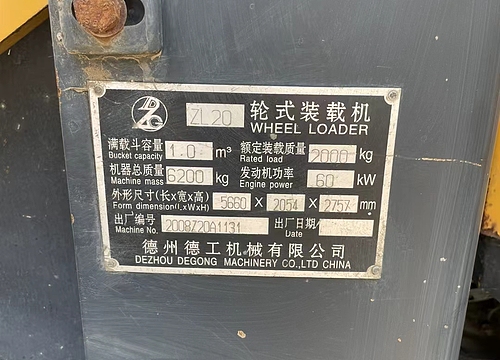 ZL20 轮式装载机
WHEEL LOADER
满载斗容量 1.0 m³ 额定装载质量 2000 kg
Bucket capacity Rated load
机器总质量 6200 kg 发动机功率 60 kW
Machine mass Engine power
外形尺寸(长x宽x高) 5660 x 2054 x 2757 mm
Form dimension(LxWxH)
出厂编号 2008720A1131 出厂日期
Machine No. Date
德州德工机械有限公司
DEZHOU DEGONG MACHINERY CO.,LTD CHINA